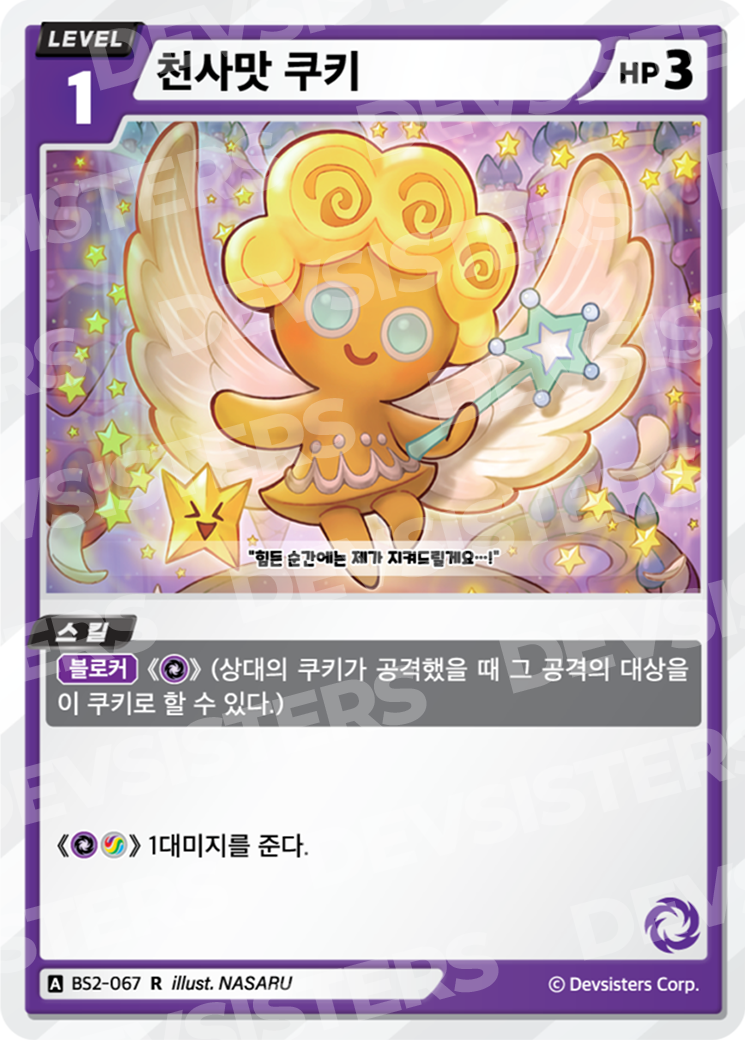 LEVEL
1
천사맛 쿠키
HP 3
"힘든 순간에는 제가 지켜드릴게요…!"
스킬
블로커 《》 (상대의 쿠키가 공격했을 때 그 공격의 대상을
이 쿠키로 할 수 있다.)
《》 1대미지를 준다.
A BS2-067 R illust. NASARU
© Devsisters Corp.
DEVSISTERS